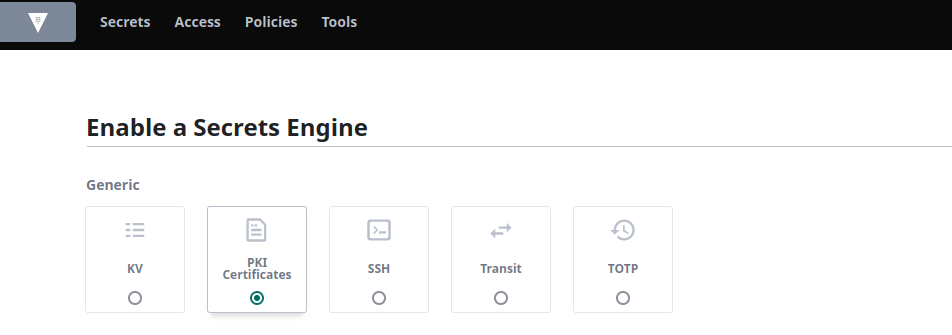 Secrets Access Policies Tools
Enable a Secrets Engine
Generic
KV
PKI
Certificates
SSH
Transit
TOTP